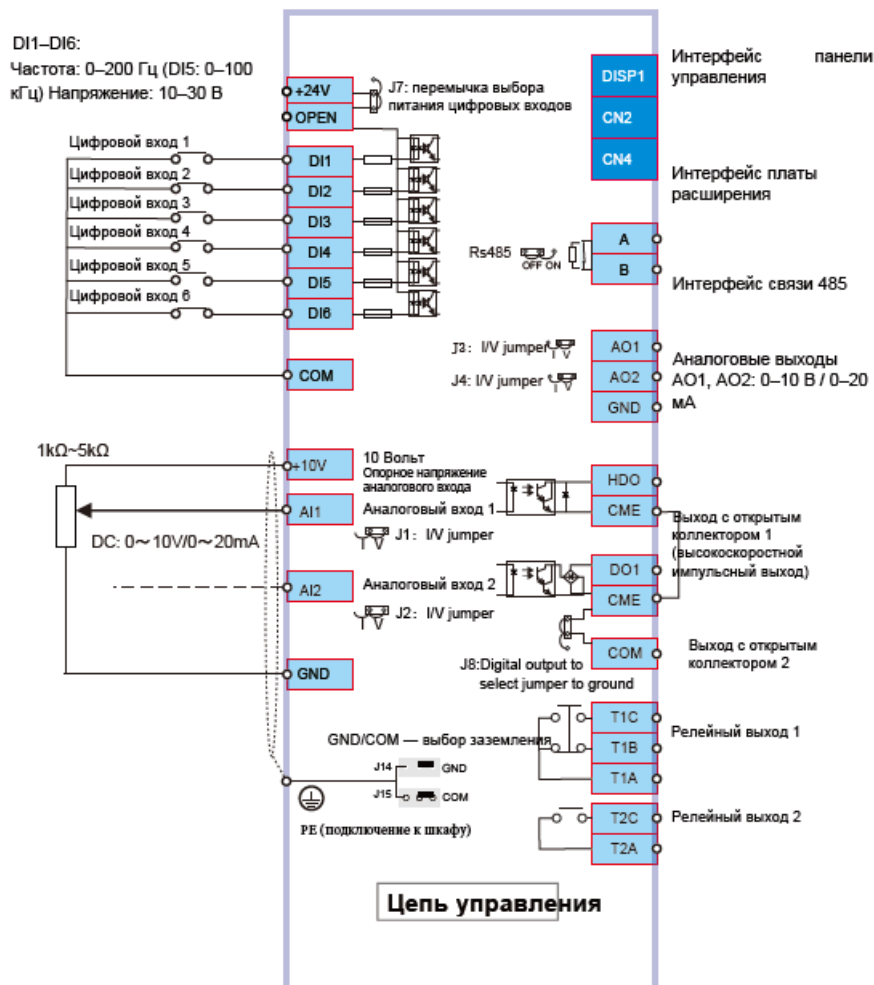 DI1–DI6:
Частота: 0–200 Гц (DI5: 0–100
кГц) Напряжение: 10–30 В
+24V
OPEN
J7: перемычка выбора
питания цифровых входов
Цифровой вход 1
DI1
Цифровой вход 2
DI2
Цифровой вход 3
DI3
Цифровой вход 4
DI4
Цифровой вход 5
DI5
Цифровой вход 6
DI6
COM
DISP1
CN2
CN4
Интерфейс панели
управления
Интерфейс платы
расширения
Rs485
OFF ON
A
B
Интерфейс связи 485
J3: I/V jumper
I V
J4: I/V jumper
I V
AO1
AO2
GND
Аналоговые выходы
AO1, AO2: 0–10 В / 0–20
мА
1kΩ~5kΩ
+10V
10 Вольт
Опорное напряжение
аналогового входа
AI1
Аналоговый вход 1
I V
J1: I/V jumper
DC: 0～10V/0～20mA
AI2
Аналоговый вход 2
I V
J2: I/V jumper
GND
HDO
CME
Выход с открытым
коллектором 1
(высокоскоростной
импульсный выход)
DO1
CME
COM
Выход с открытым
коллектором 2
J8:Digital output to
select jumper to ground
GND/COM — выбор заземления
J14
GND
J15
COM
PE (подключение к шкафу)
T1C
T1B
T1A
Релейный выход 1
T2C
T2A
Релейный выход 2
Цепь управления